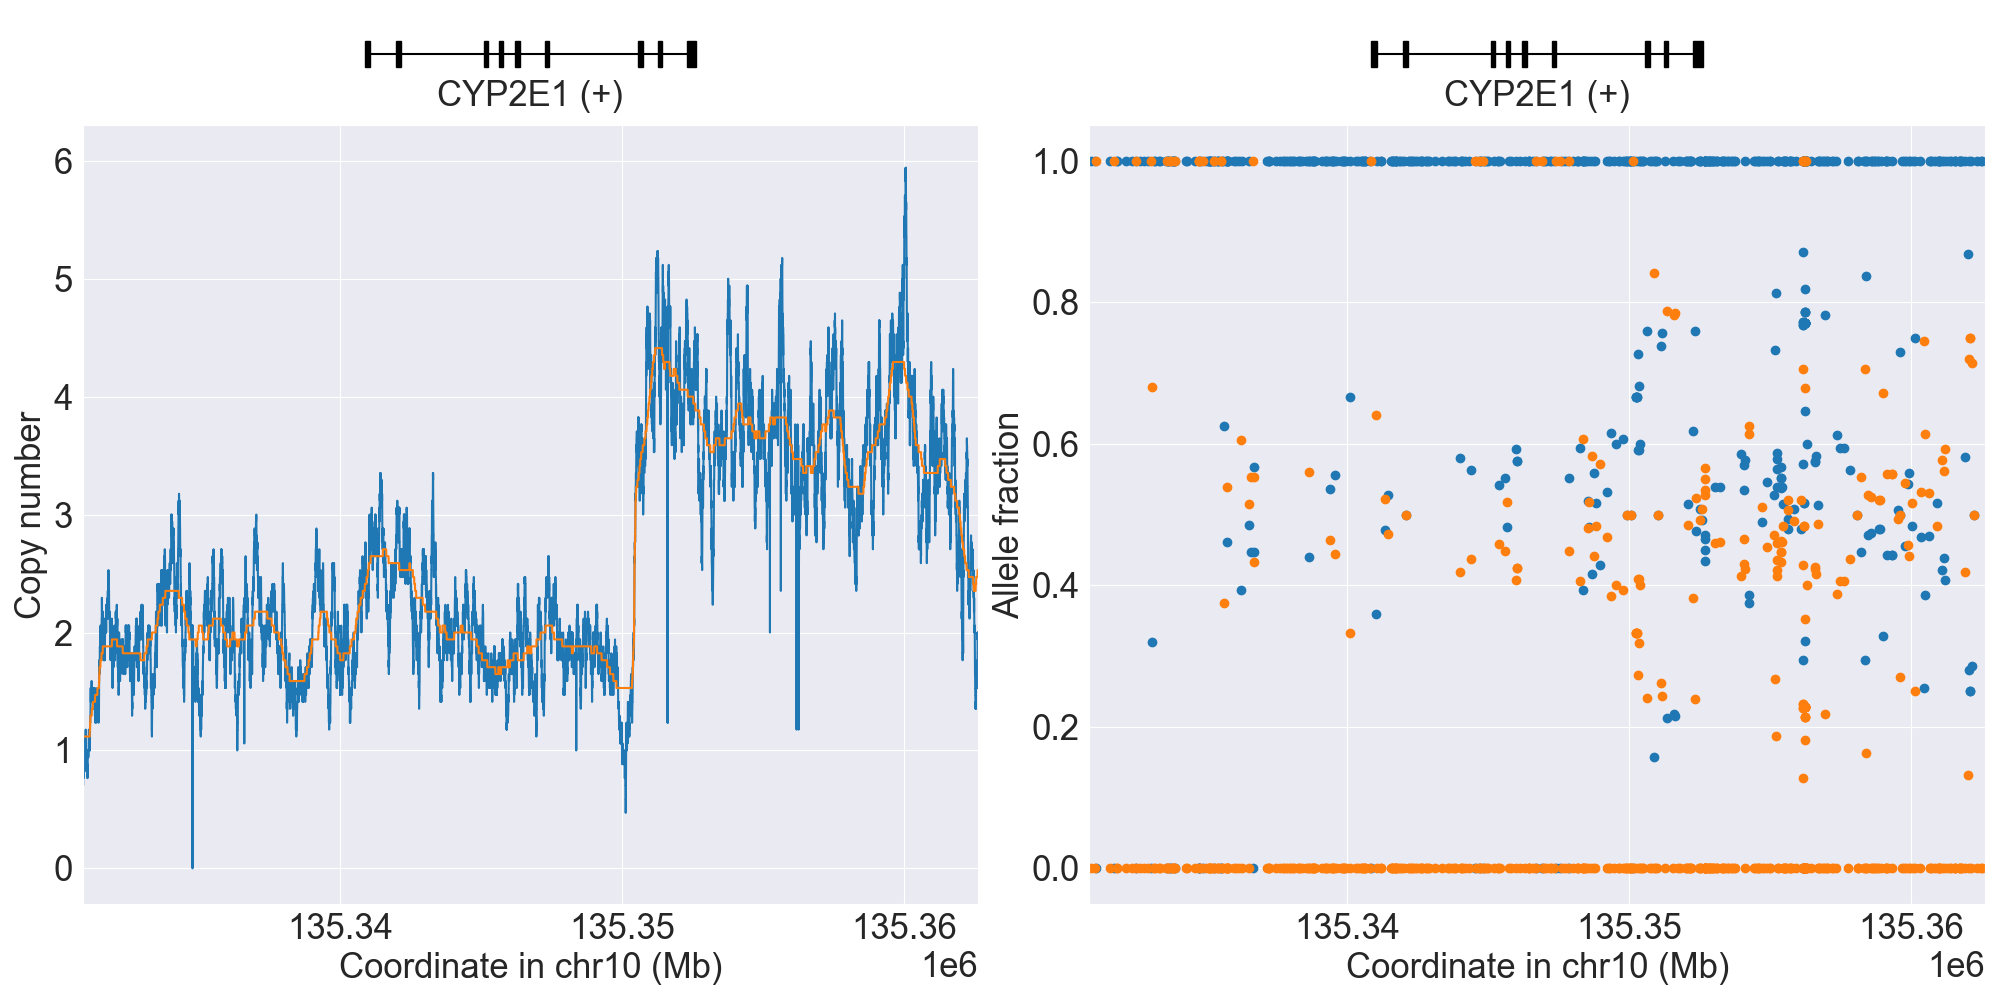 CYP2E1 (+)
6
5
4
3
2
1
0
Copy number
135.34
135.35
135.36
Coordinate in chr10 (Mb)
1e6
CYP2E1 (+)
1.0
0.8
0.6
0.4
0.2
0.0
Allele fraction
135.34
135.35
135.36
Coordinate in chr10 (Mb)
1e6